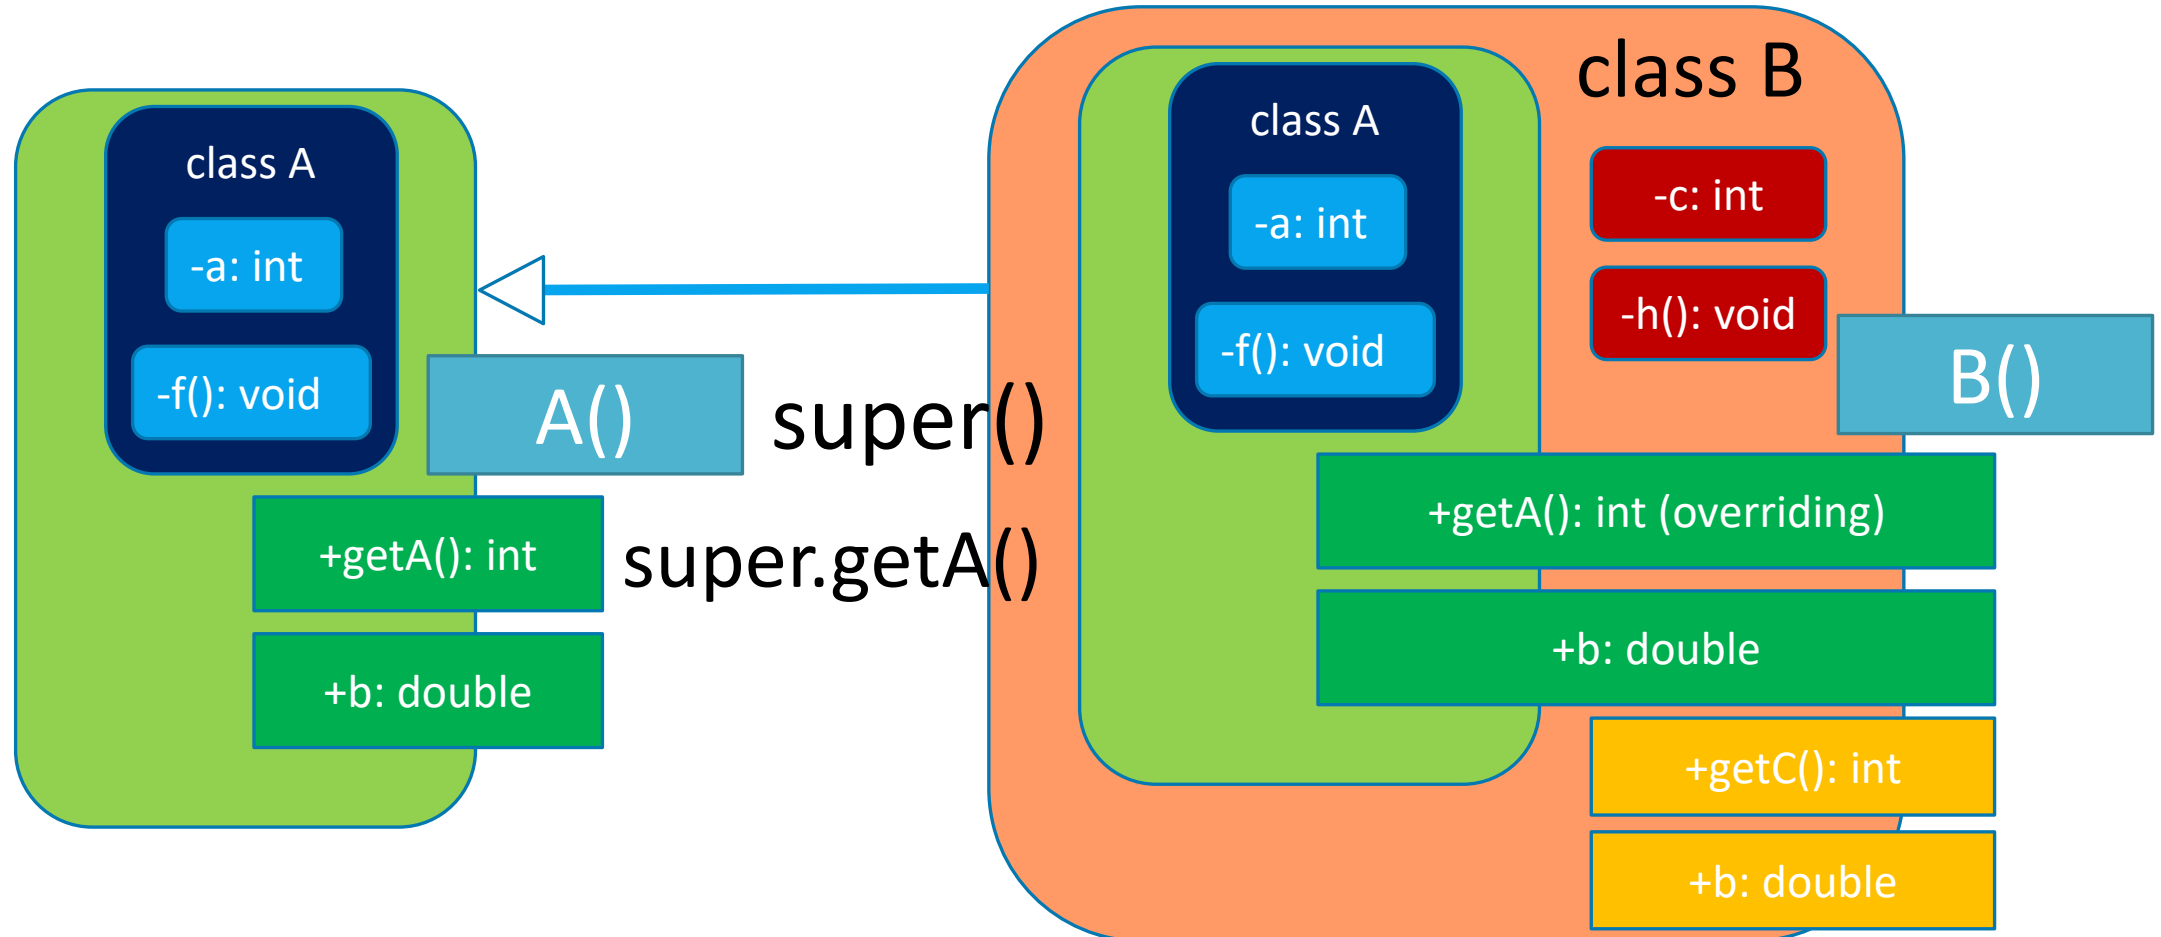 class A
-a: int
-f(): void
A()
+getA(): int
+b: double
super()
super.getA()
class B
class A
-a: int
-f(): void
-c: int
-h(): void
B()
+getA(): int (overriding)
+b: double
+getC(): int
+b: double